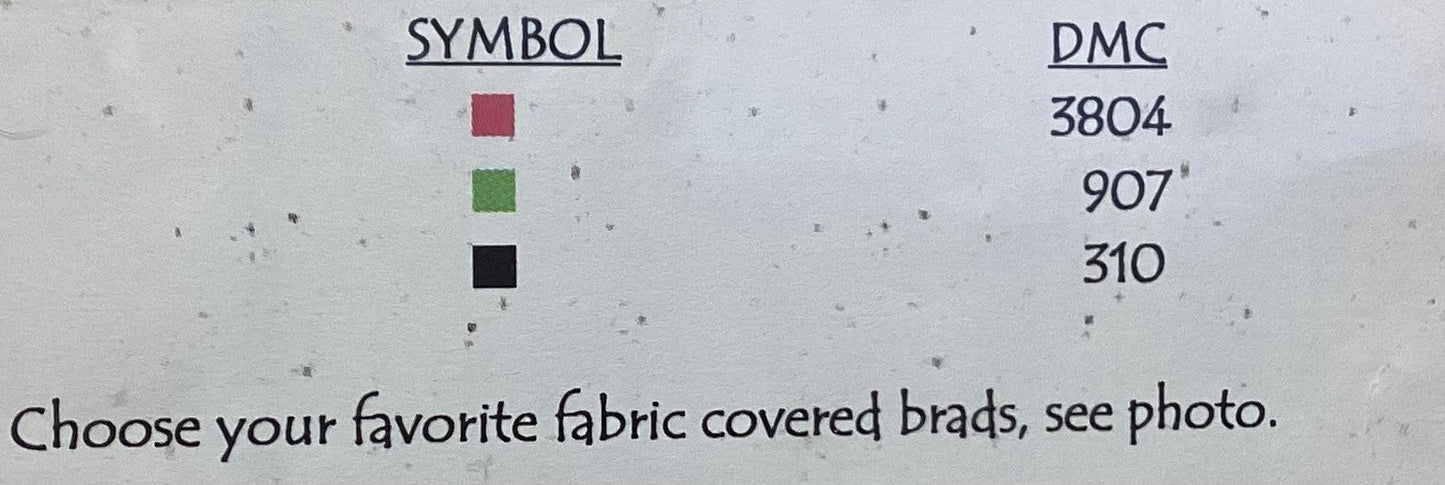 SYMBOL DMC
3804
907
310
Choose your favorite fabric covered brads, see photo.